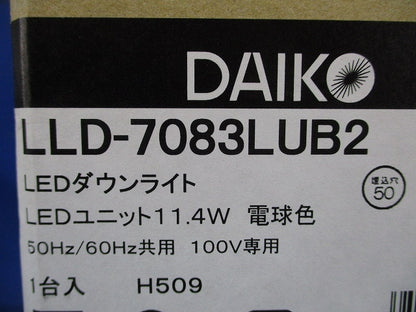 DAIKO
LLD-7083LUB2
LEDダウンライト
埋込穴
50
LEDユニット11.4W 電球色
50Hz/60Hz共用 100V専用
1台入 H509